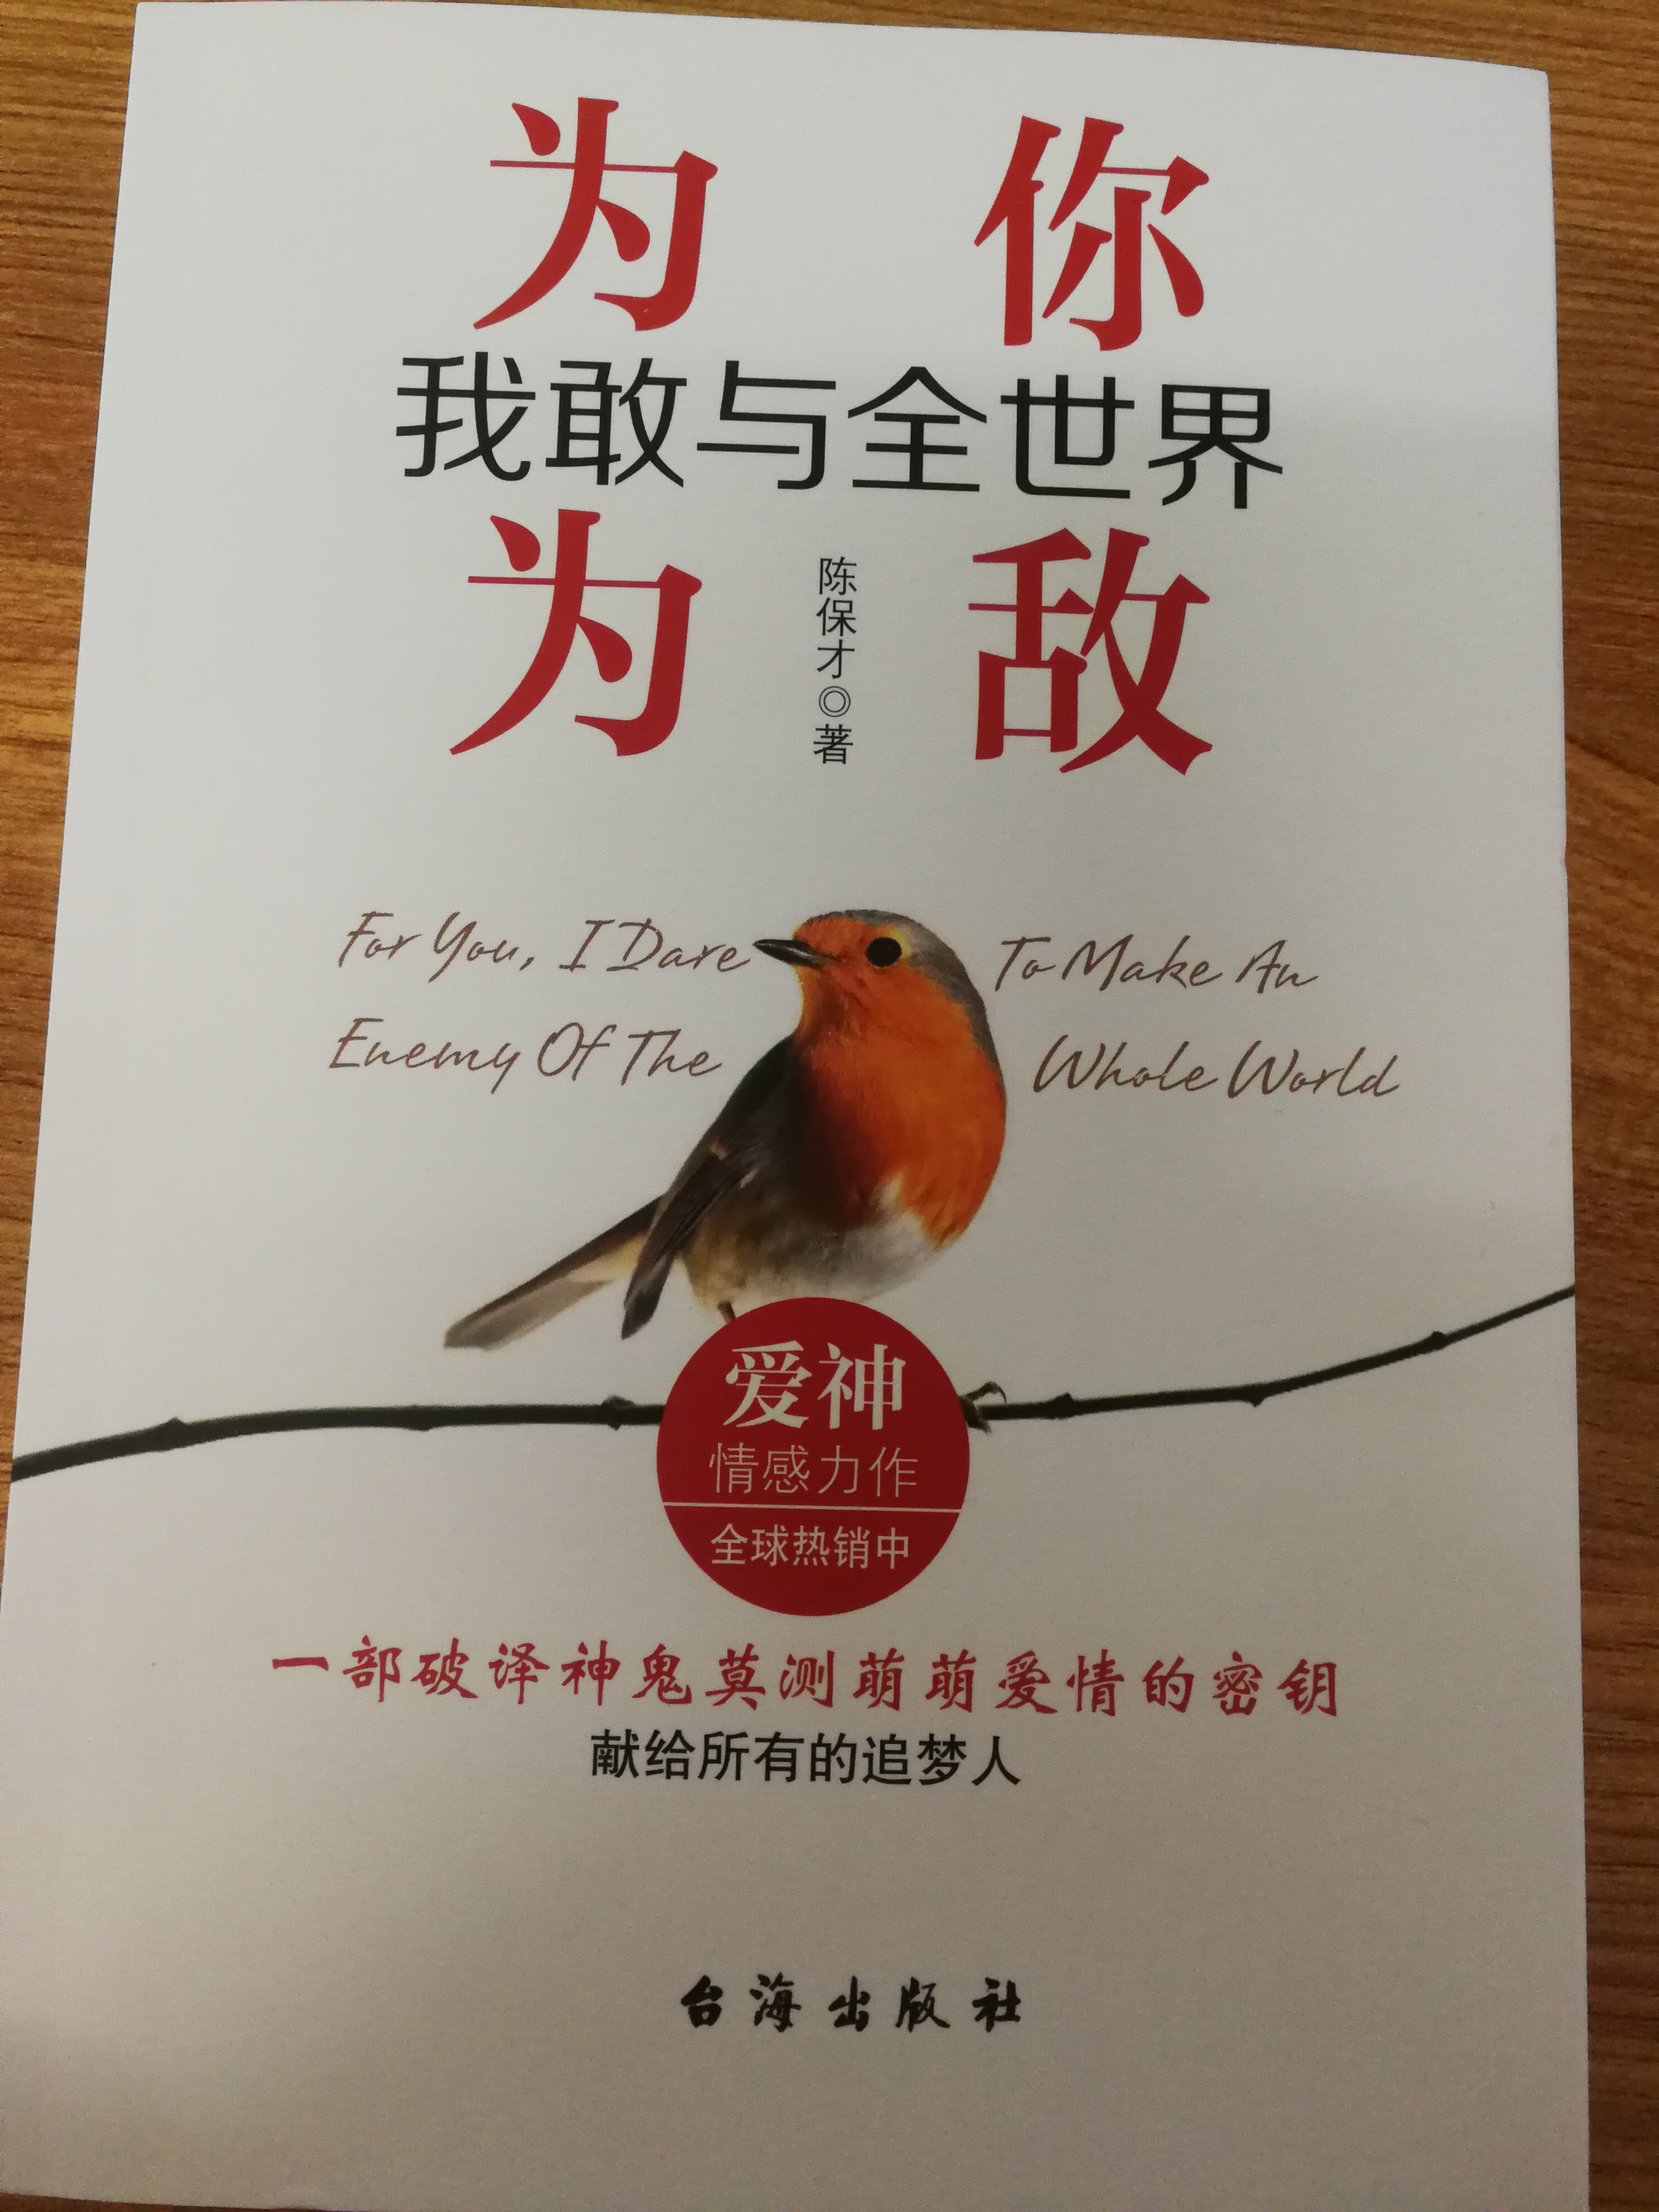 为 你
我敢与全世界
为 敌
陈保才◎著
For You, I Dare To Make An
Enemy Of The Whole World
爱神
情感力作
全球热销中
一部破译神鬼莫测萌萌爱情的密钥
献给所有的追梦人
台海出版社